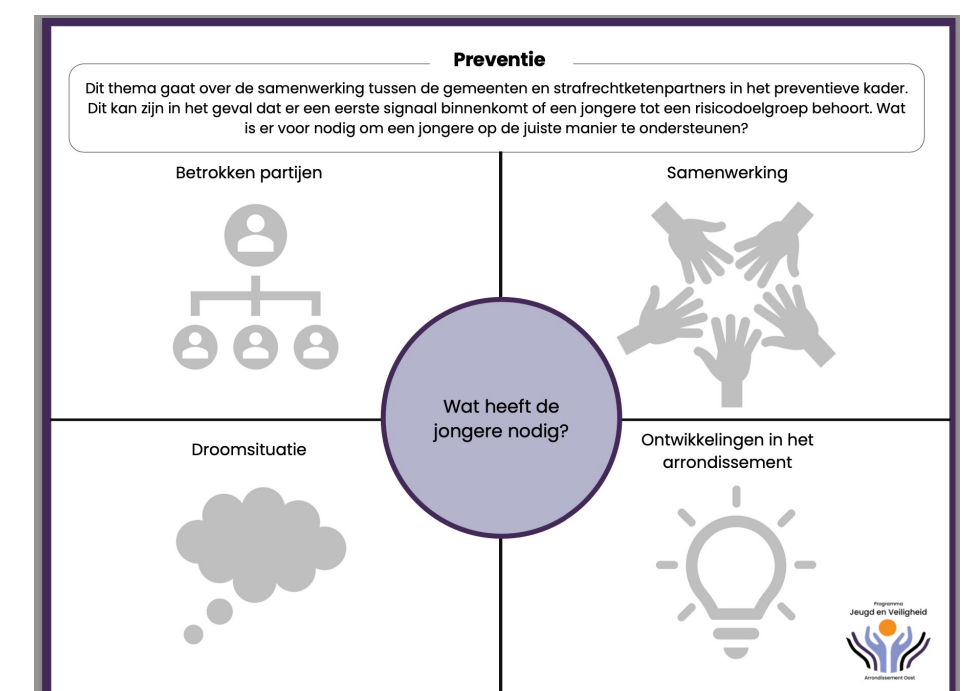 Preventie
Dit thema gaat over de samenwerking tussen de gemeenten en strafrechtketenpartners in het preventieve kader.
Dit kan zijn in het geval dat er een eerste signaal binnenkomt of een jongere tot een risicodoelgroep behoort. Wat
is er voor nodig om een jongere op de juiste manier te ondersteunen?
Betrokken partijen
Samenwerking
Wat heeft de
jongere nodig?
Droomsituatie
Ontwikkelingen in het
arrondissement
Programma
Jeugd en Veiligheid
Arrondissement Oost